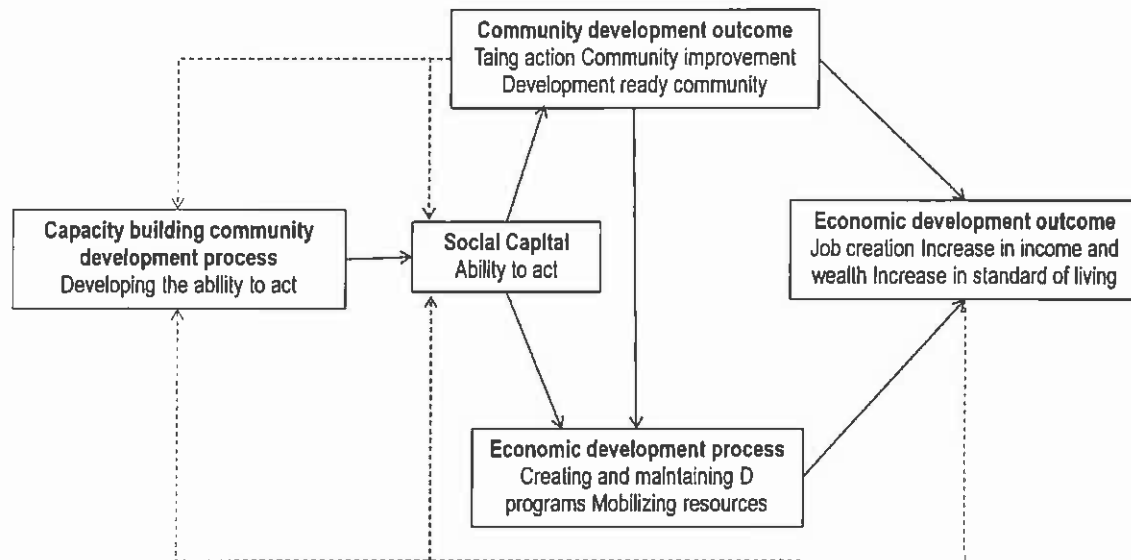 Community development outcome
Taing action Community improvement
Development ready community
Capacity building community
development process
Developing the ability to act
Social Capital
Ability to act
Economic development outcome
Job creation Increase in income and
wealth Increase in standard of living
Economic development process
Creating and maintaining D
programs Mobilizing resources